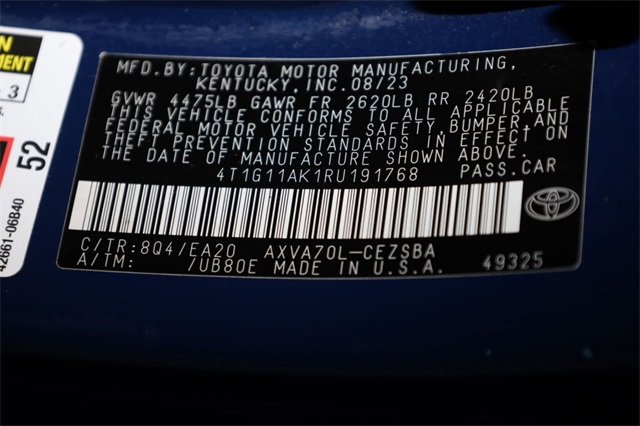 MFD.BY:TOYOTA MOTOR MANUFACTURING,
KENTUCKY, INC.08/23
GVWR 4475LB GAWR FR 2620LB RR 2420LB
THIS VEHICLE CONFORMS TO ALL APPLICABLE
FEDERAL MOTOR VEHICLE SAFETY,BUMPER,AND
THEFT PREVENTION STANDARDS IN EFFECT ON
THE DATE OF MANUFACTURE SHOWN ABOVE.
4T1G11AK1RU191768 PASS.CAR
C/TR:8Q4/EA20 AXVA70L-CEZSBA
A/TM: /UB80E MADE IN U.S.A. 49325
EMENT
3
52
42661-06B40